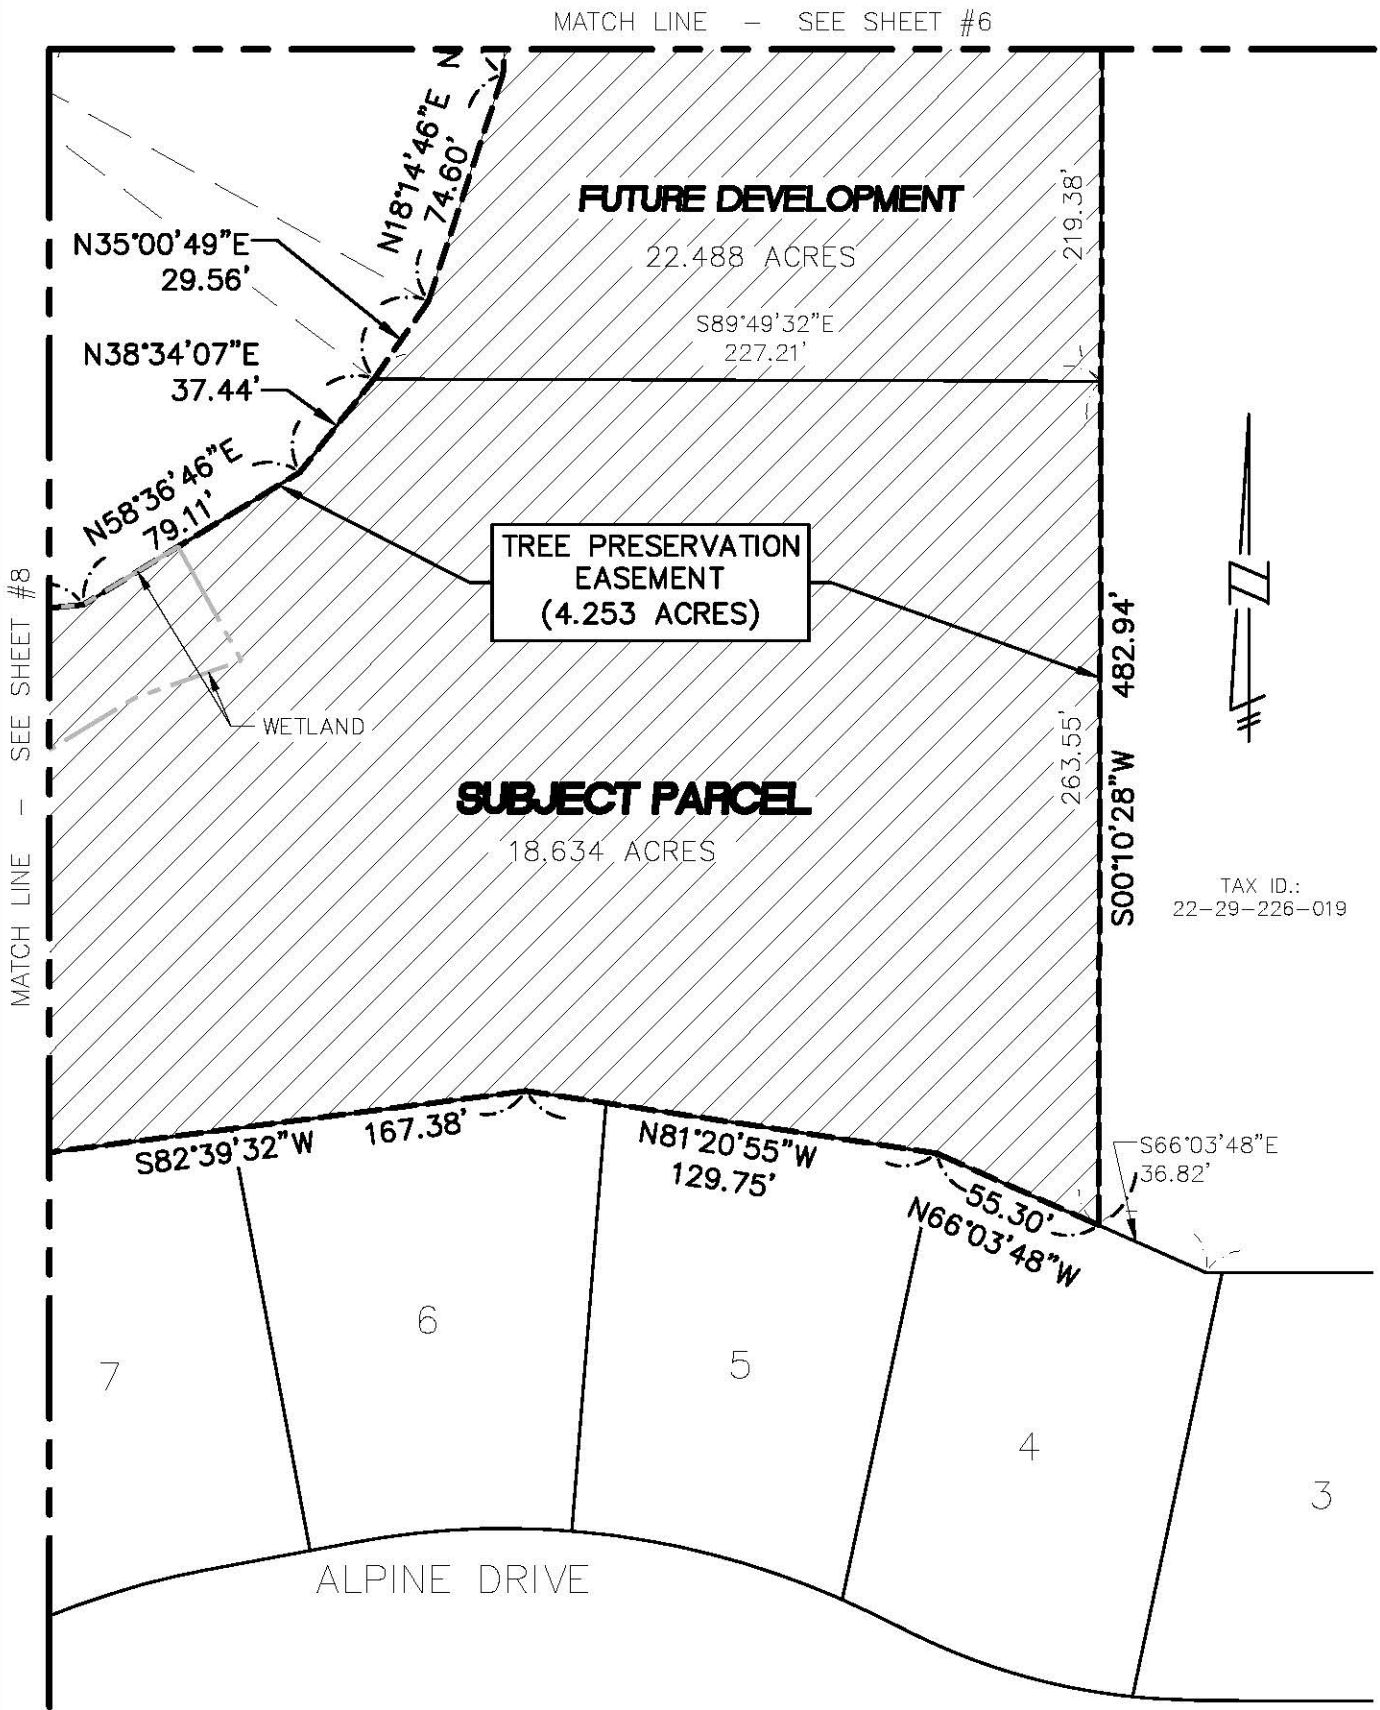 MATCH LINE - SEE SHEET #6
N
N18°14'46"E
74.60'
FUTURE DEVELOPMENT
22.488 ACRES
219.38'
N35°00'49"E
29.56'
S89°49'32"E
227.21'
N38°34'07"E
37.44'
N58°36'46"E
79.11'
TREE PRESERVATION
EASEMENT
(4.253 ACRES)
MATCH LINE - SEE SHEET #8
WETLAND
N
482.94'
S00°10'28"W
263.55'
SUBJECT PARCEL
18.634 ACRES
TAX ID.:
22-29-226-019
S82°39'32"W 167.38'
N81°20'55"W
129.75'
55.30'
N66°03'48"W
S66°03'48"E
36.82'
7
6
5
4
3
ALPINE DRIVE